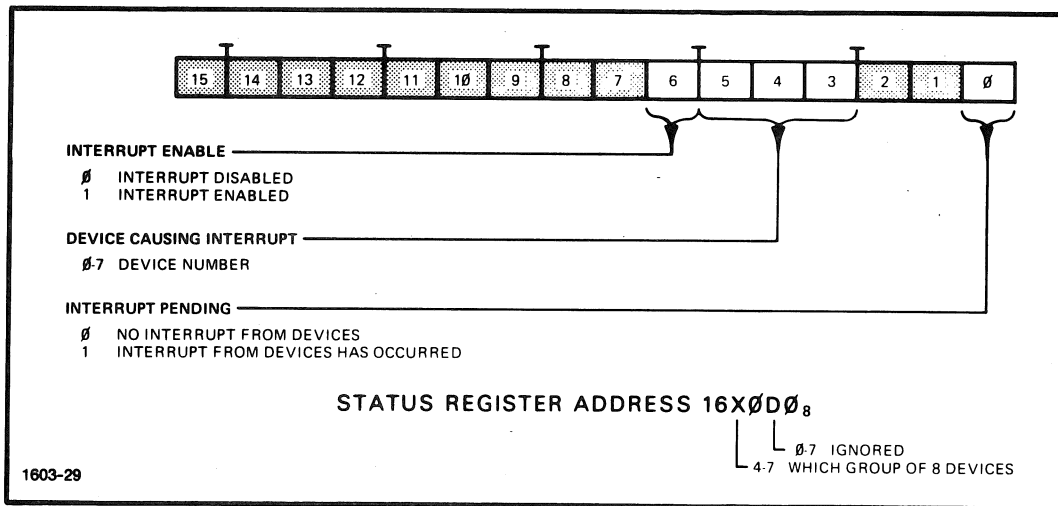 15 14 13 12 11 1Ø 9 8 7 6 5 4 3 2 1 Ø
INTERRUPT ENABLE
Ø INTERRUPT DISABLED
1 INTERRUPT ENABLED
DEVICE CAUSING INTERRUPT
Ø-7 DEVICE NUMBER
INTERRUPT PENDING
Ø NO INTERRUPT FROM DEVICES
1 INTERRUPT FROM DEVICES HAS OCCURRED
STATUS REGISTER ADDRESS 16XØDØ₈
Ø-7 IGNORED
4-7 WHICH GROUP OF 8 DEVICES
1603-29